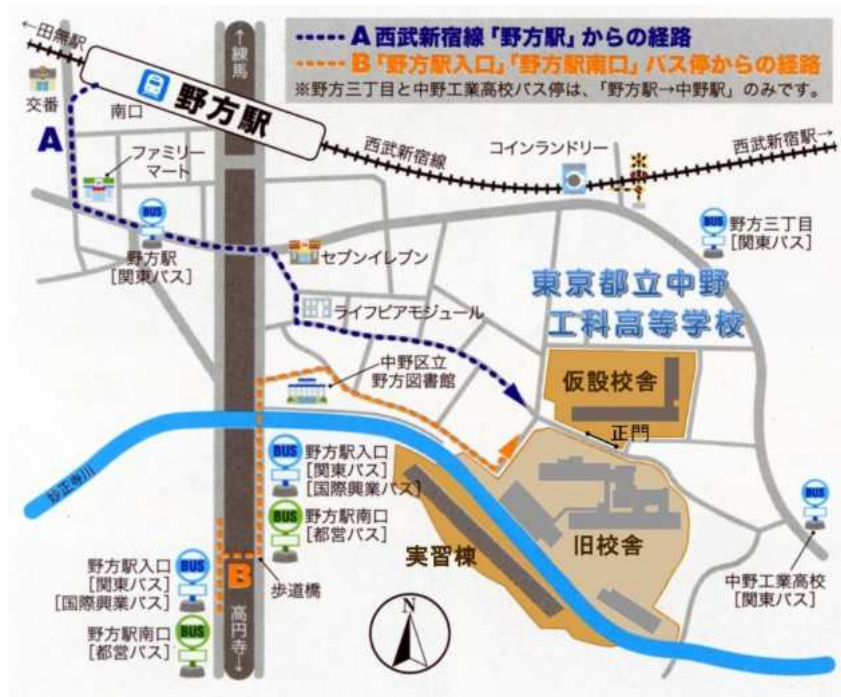 A 西武新宿線「野方駅」からの経路
B「野方駅入口」「野方駅南口」バス停からの経路
※野方三丁目と中野工業高校バス停は、「野方駅→中野駅」のみです。
←田無駅
↑練馬
交番
南口
野方駅
A
西武新宿線
コインランドリー
西武新宿駅→
ファミリー
マート
BUS
野方駅
[関東バス]
セブンイレブン
BUS
野方三丁目
[関東バス]
東京都立中野
工科高等学校
ライフピアモジュール
中野区立
野方図書館
仮設校舎
正門
妙正寺川
BUS
野方駅入口
[関東バス]
[国際興業バス]
BUS
野方駅南口
[都営バス]
実習棟
旧校舎
BUS
中野工業高校
[関東バス]
BUS
野方駅入口
[関東バス]
[国際興業バス]
B
歩道橋
BUS
野方駅南口
[都営バス]
高円寺↓
N